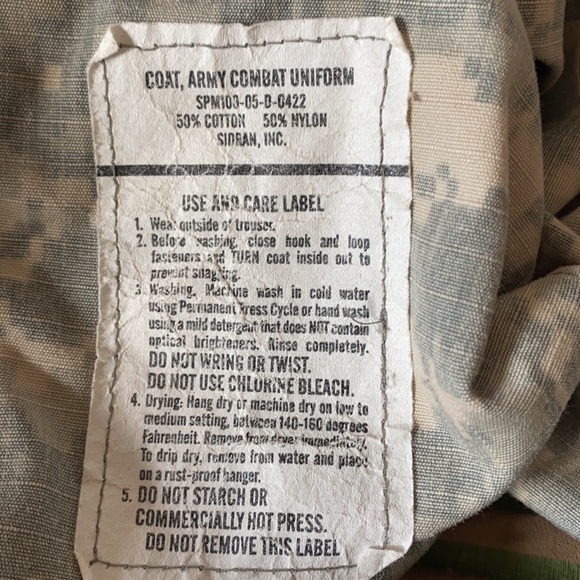 COAT, ARMY COMBAT UNIFORM
SPM100-05-D-0422
50% COTTON 50% NYLON
SIDRAN, INC.
USE AND CARE LABEL
1. Wear outside of trouser.
2. Before washing, close hook and loop
fasteners and TURN coat inside out to
prevent snagging.
3. Washing. Machine wash in cold water
using Permanent Press Cycle or hand wash
using a mild detergent that does NOT contain
optical brighteners. Rinse completely.
DO NOT WRING OR TWIST.
DO NOT USE CHLORINE BLEACH.
4. Drying: Hang dry or machine dry on low to
medium setting, between 140-160 degrees
Fahrenheit. Remove from dryer immediately.
To drip dry, remove from water and place
on a rust-proof hanger.
5. DO NOT STARCH OR
COMMERCIALLY HOT PRESS.
DO NOT REMOVE THIS LABEL